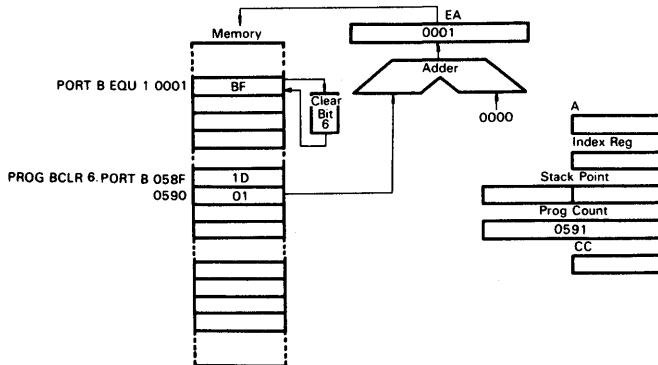 EA
Memory
0001
Adder
PORT B EQU 1 0001
BF
Clear
Bit
6
0000
A
Index Reg
PROG BCLR 6. PORT B 058F
1D
Stack Point
0590
01
Prog Count
0591
CC